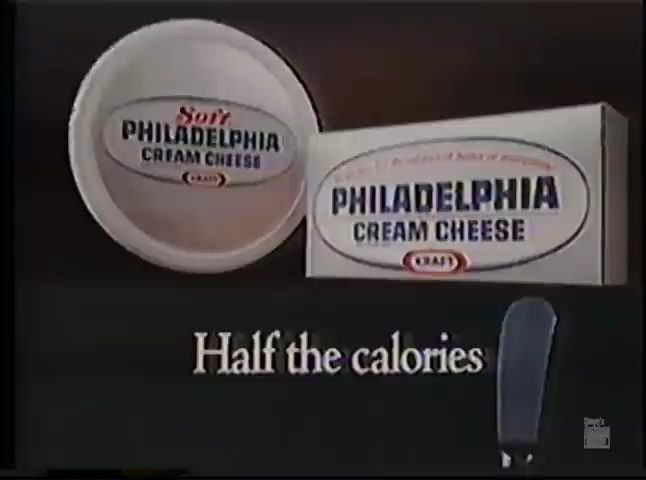 Soft
PHILADELPHIA
CREAM CHEESE
KRAFT
PHILADELPHIA
CREAM CHEESE
KRAFT
Half the calories